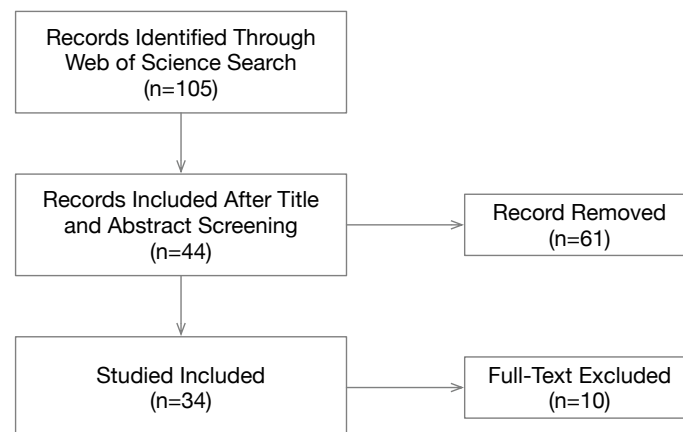 Records Identified Through
Web of Science Search
(n=105)
Records Included After Title
and Abstract Screening
(n=44)
Record Removed
(n=61)
Studied Included
(n=34)
Full-Text Excluded
(n=10)